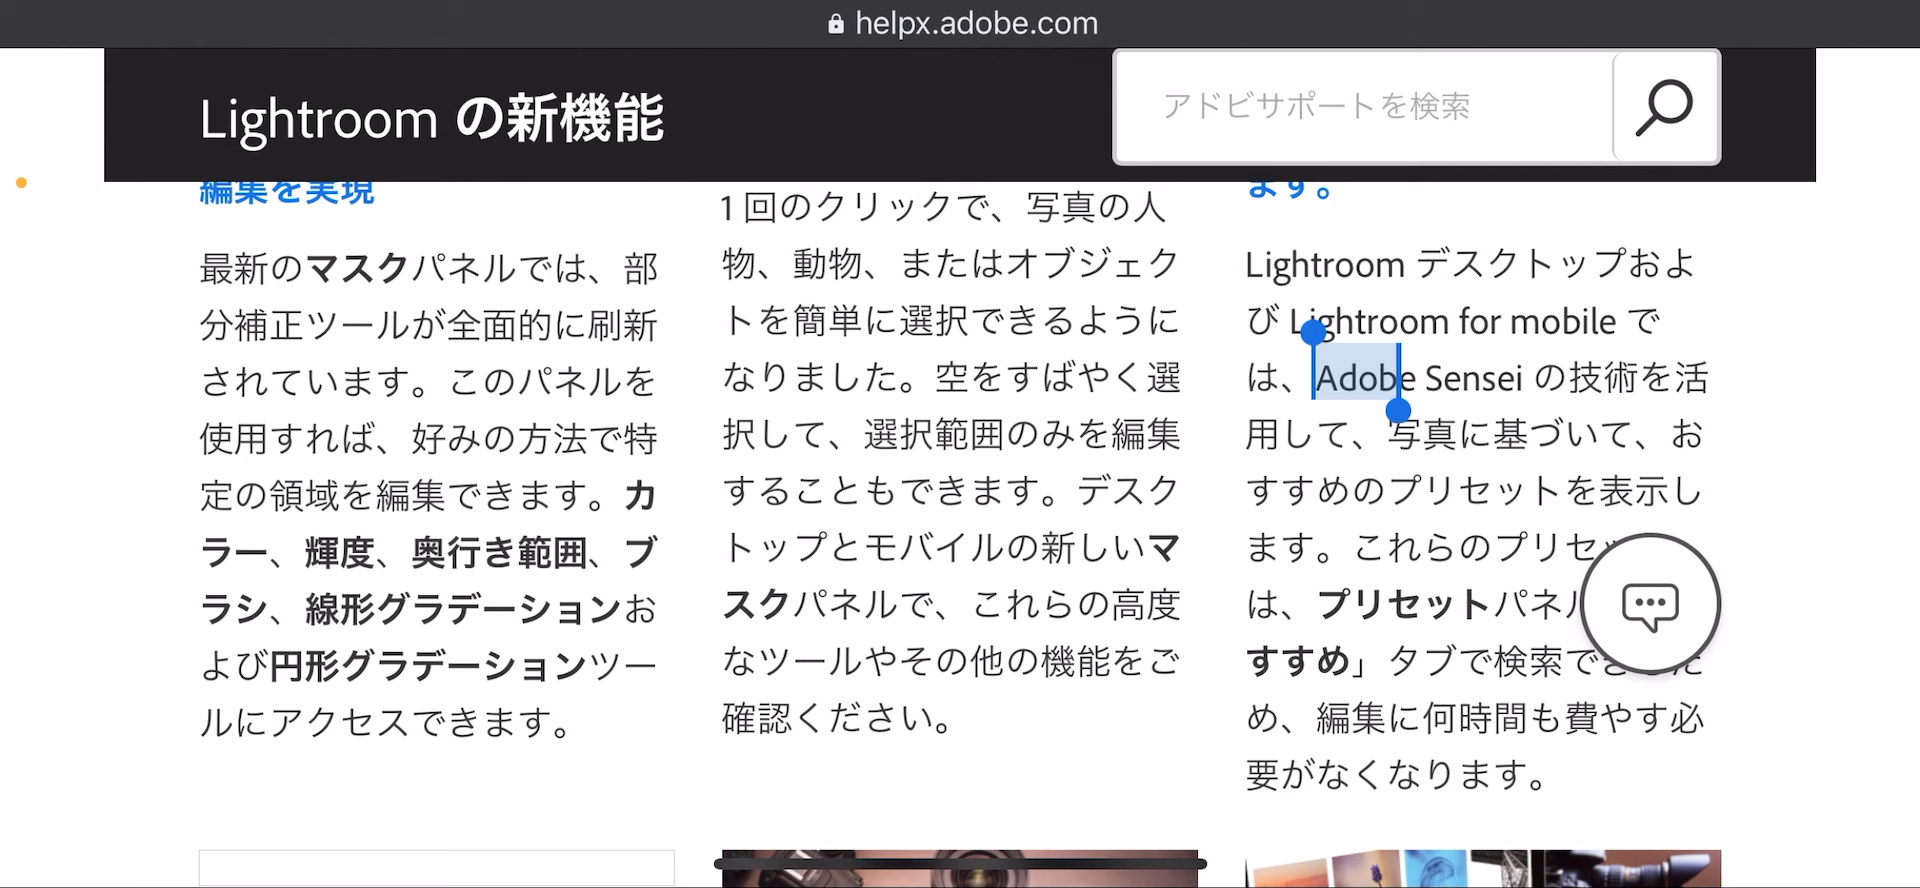 helpx.adobe.com
Lightroom の新機能
アドビサポートを検索
編集を実現
最新のマスクパネルでは、部
分補正ツールが全面的に刷新
されています。このパネルを
使用すれば、好みの方法で特
定の領域を編集できます。カ
ラー、輝度、奥行き範囲、ブ
ラシ、線形グラデーションお
よび円形グラデーションツー
ルにアクセスできます。
1 回のクリックで、写真の人
物、動物、またはオブジェク
トを簡単に選択できるように
なりました。空をすばやく選
択して、選択範囲のみを編集
することもできます。デスク
トップとモバイルの新しいマ
スクパネルで、これらの高度
なツールやその他の機能をご
確認ください。
ます。
Lightroom デスクトップおよ
び Lightroom for mobile で
は、Adobe Sensei の技術を活
用して、写真に基づいて、お
すすめのプリセットを表示し
ます。これらのプリセッ
は、プリセットパネル
すすめ」タブで検索でき
め、編集に何時間も費やす必
要がなくなります。